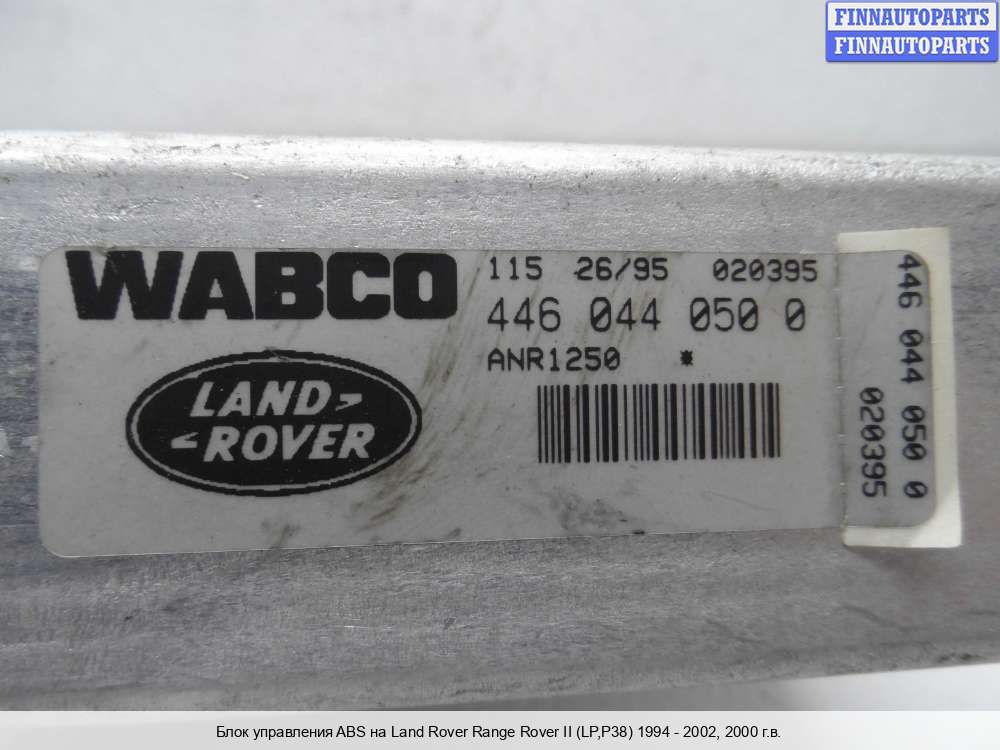 FINNAUTOPARTS
FINNAUTOPARTS
WABCO
115 26/95 020395
446 044 050 0
ANR1250 *
LAND
ROVER
446 044 050 0
020395
Блок управления ABS на Land Rover Range Rover II (LP,P38) 1994 - 2002, 2000 г.в.